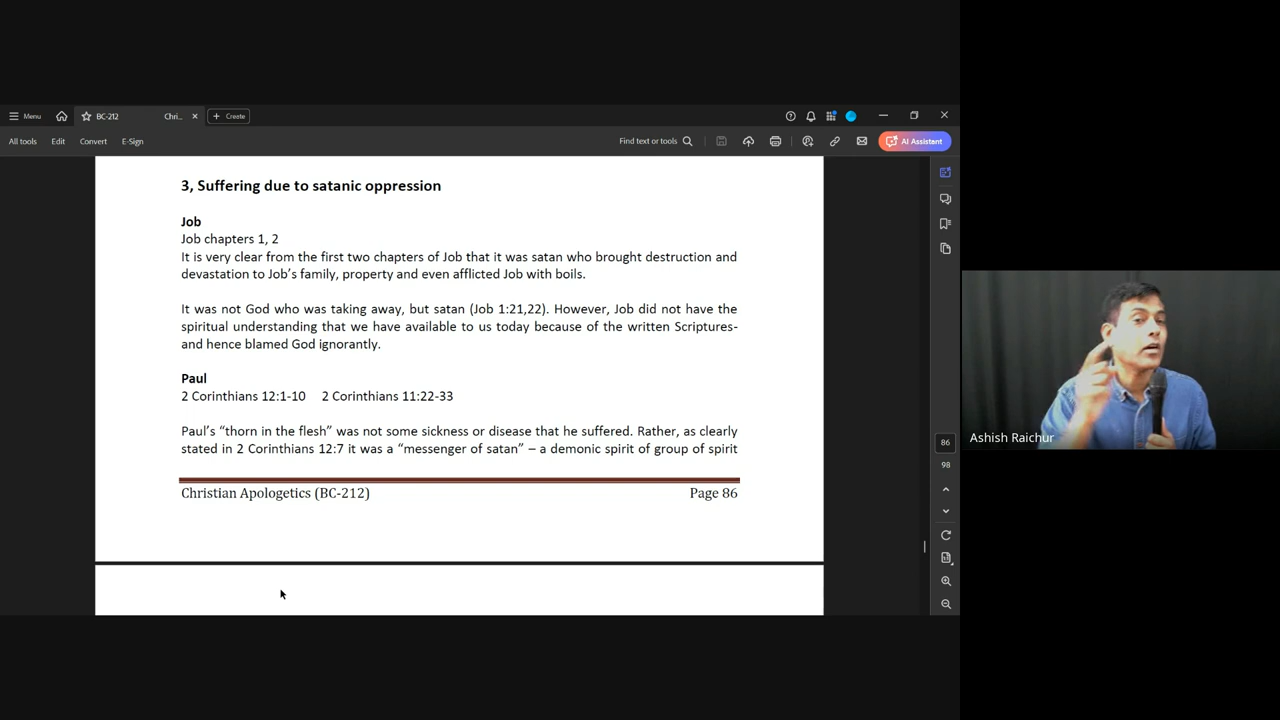 Menu
BC-212 Chri...
Create
All tools Edit Convert E-Sign
Find text or tools
AI Assistant
3, Suffering due to satanic oppression
Job
Job chapters 1, 2
It is very clear from the first two chapters of Job that it was satan who brought destruction and
devastation to Job's family, property and even afflicted Job with boils.
It was not God who was taking away, but satan (Job 1:21,22). However, Job did not have the
spiritual understanding that we have available to us today because of the written Scriptures-
and hence blamed God ignorantly.
Paul
2 Corinthians 12:1-10 2 Corinthians 11:22-33
Paul's “thorn in the flesh” was not some sickness or disease that he suffered. Rather, as clearly
stated in 2 Corinthians 12:7 it was a “messenger of satan” – a demonic spirit of group of spirit
Christian Apologetics (BC-212) Page 86
86
98
Ashish Raichur